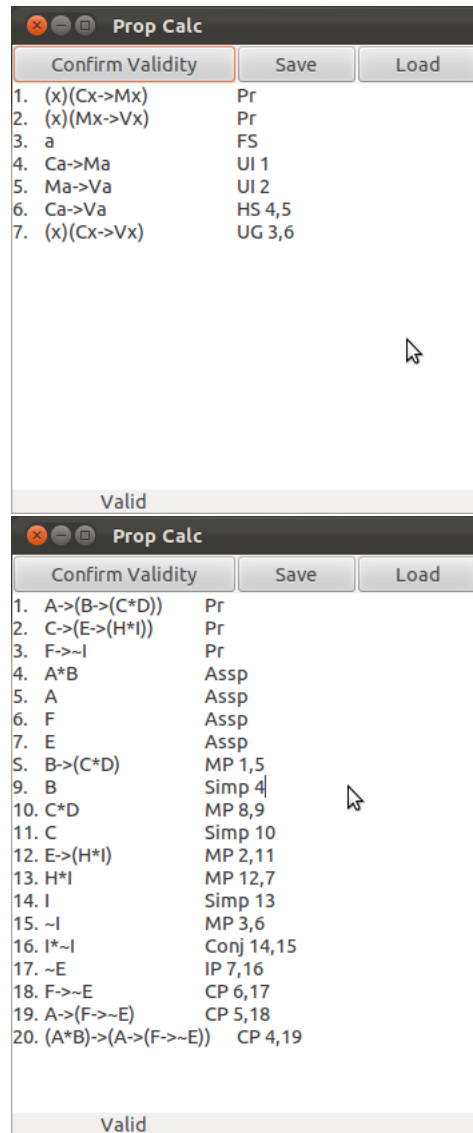 Prop Calc
Confirm Validity Save Load
1. (x)(Cx->Mx) Pr
2. (x)(Mx->Vx) Pr
3. a FS
4. Ca->Ma UI 1
5. Ma->Va UI 2
6. Ca->Va HS 4,5
7. (x)(Cx->Vx) UG 3,6
Valid
Prop Calc
Confirm Validity Save Load
1. A->(B->(C*D)) Pr
2. C->(E->(H*I)) Pr
3. F->~I Pr
4. A*B Assp
5. A Assp
6. F Assp
7. E Assp
S. B->(C*D) MP 1,5
9. B Simp 4
10. C*D MP 8,9
11. C Simp 10
12. E->(H*I) MP 2,11
13. H*I MP 12,7
14. I Simp 13
15. ~I MP 3,6
16. I*~I Conj 14,15
17. ~E IP 7,16
18. F->~E CP 6,17
19. A->(F->~E) CP 5,18
20. (A*B)->(A->(F->~E)) CP 4,19
Valid